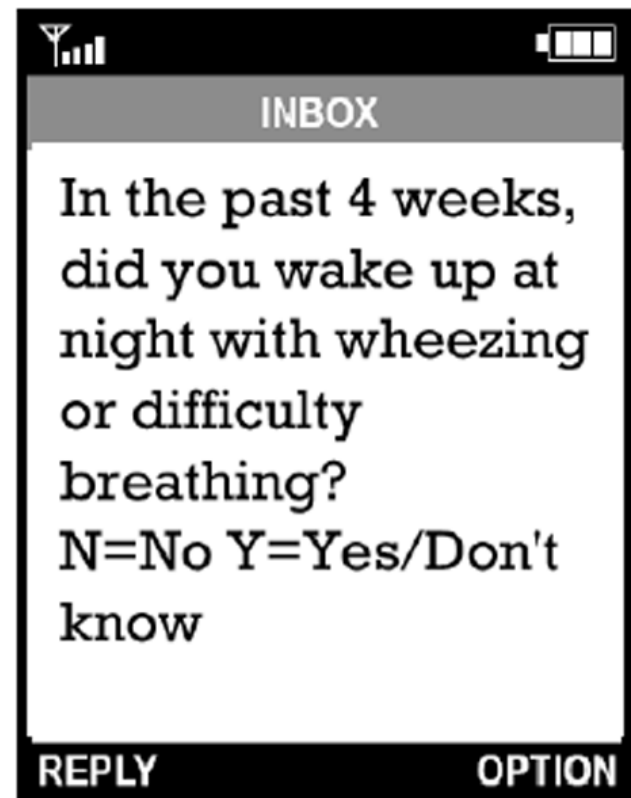 INBOX
In the past 4 weeks,
did you wake up at
night with wheezing
or difficulty
breathing?
N=No Y=Yes/Don't
know
REPLY OPTION